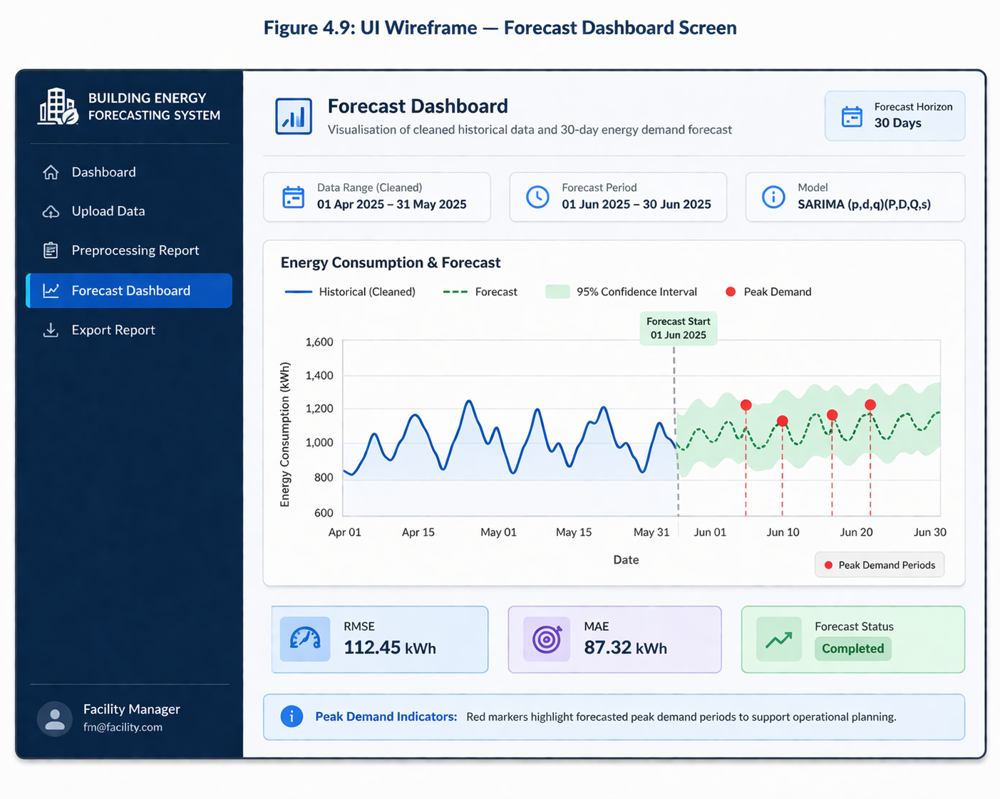 Figure 4.9: UI Wireframe — Forecast Dashboard Screen
BUILDING ENERGY
FORECASTING SYSTEM
Dashboard
Upload Data
Preprocessing Report
Forecast Dashboard
Export Report
Facility Manager
fm@facility.com
Forecast Dashboard
Visualisation of cleaned historical data and 30-day energy demand forecast
Forecast Horizon
30 Days
Data Range (Cleaned)
01 Apr 2025 – 31 May 2025
Forecast Period
01 Jun 2025 – 30 Jun 2025
Model
SARIMA (p,d,q)(P,D,Q,s)
Energy Consumption & Forecast
Historical (Cleaned)
Forecast
95% Confidence Interval
Peak Demand
Forecast Start
01 Jun 2025
Energy Consumption (kWh)
1,600
1,400
1,200
1,000
800
600
Apr 01
Apr 15
May 01
May 15
May 31
Jun 01
Jun 10
Jun 20
Jun 30
Date
Peak Demand Periods
RMSE
112.45 kWh
MAE
87.32 kWh
Forecast Status
Completed
Peak Demand Indicators: Red markers highlight forecasted peak demand periods to support operational planning.